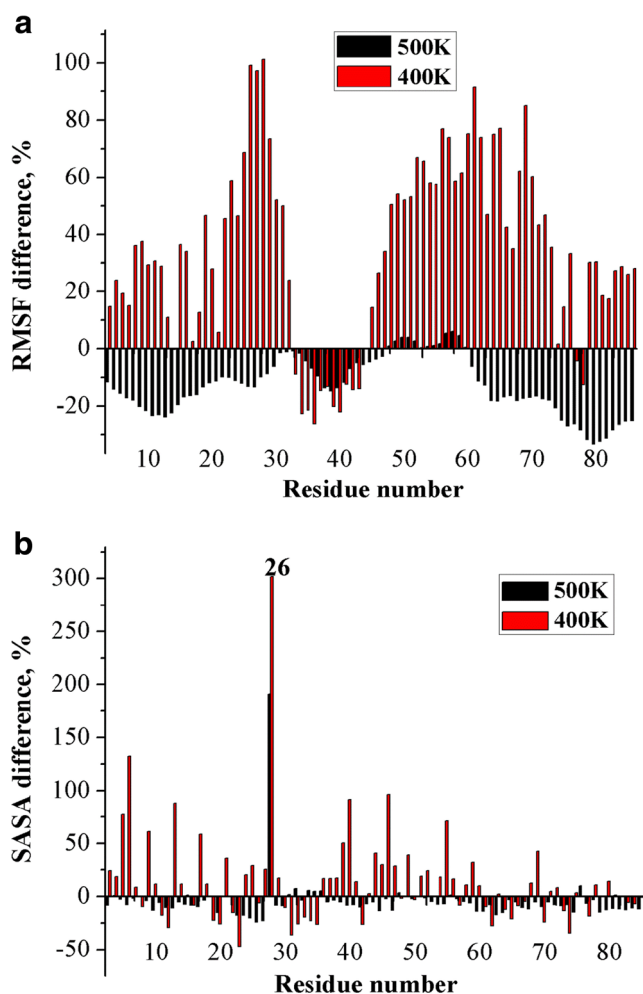 a
500K
400K
100
80
60
40
20
0
-20
RMSF difference, %
10 20 30 40 50 60 70 80
Residue number
b
26
500K
400K
300
250
200
150
100
50
0
-50
SASA difference, %
10 20 30 40 50 60 70 80
Residue number